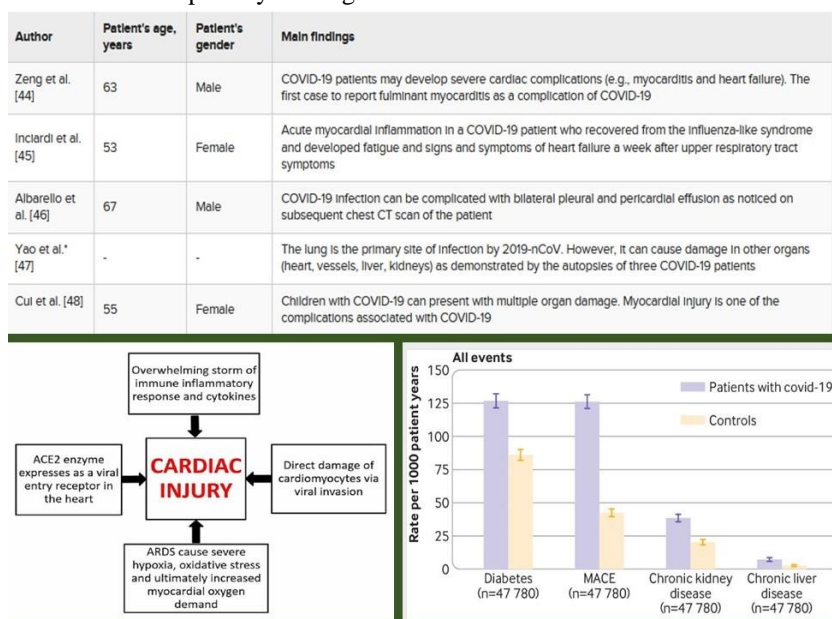 Author Patient's age, years Patient's gender Main findings
Zeng et al. [44] 63 Male COVID-19 patients may develop severe cardiac complications (e.g., myocarditis and heart failure). The
first case to report fulminant myocarditis as a complication of COVID-19
Inciardi et al. [45] 53 Female Acute myocardial inflammation in a COVID-19 patient who recovered from the influenza-like syndrome
and developed fatigue and signs and symptoms of heart failure a week after upper respiratory tract
symptoms
Albarello et al. [46] 67 Male COVID-19 infection can be complicated with bilateral pleural and pericardial effusion as noticed on
subsequent chest CT scan of the patient
Yao et al.* [47] - - The lung is the primary site of infection by 2019-nCoV. However, it can cause damage in other organs
(heart, vessels, liver, kidneys) as demonstrated by the autopsies of three COVID-19 patients
Cui et al. [48] 55 Female Children with COVID-19 can present with multiple organ damage. Myocardial injury is one of the
complications associated with COVID-19
Overwhelming storm of
immune inflammatory
response and cytokines
ACE2 enzyme
expresses as a viral
entry receptor in
the heart
CARDIAC
INJURY
Direct damage of
cardiomyocytes via
viral invasion
ARDS cause severe
hypoxia, oxidative stress
and ultimately increased
myocardial oxygen
demand
All events
Rate per 1000 patient years
150
125
100
75
50
25
0
Patients with covid-19
Controls
Diabetes
(n=47 780)
MACE
(n=47 780)
Chronic kidney
disease
(n=47 780)
Chronic liver
disease
(n=47 780)